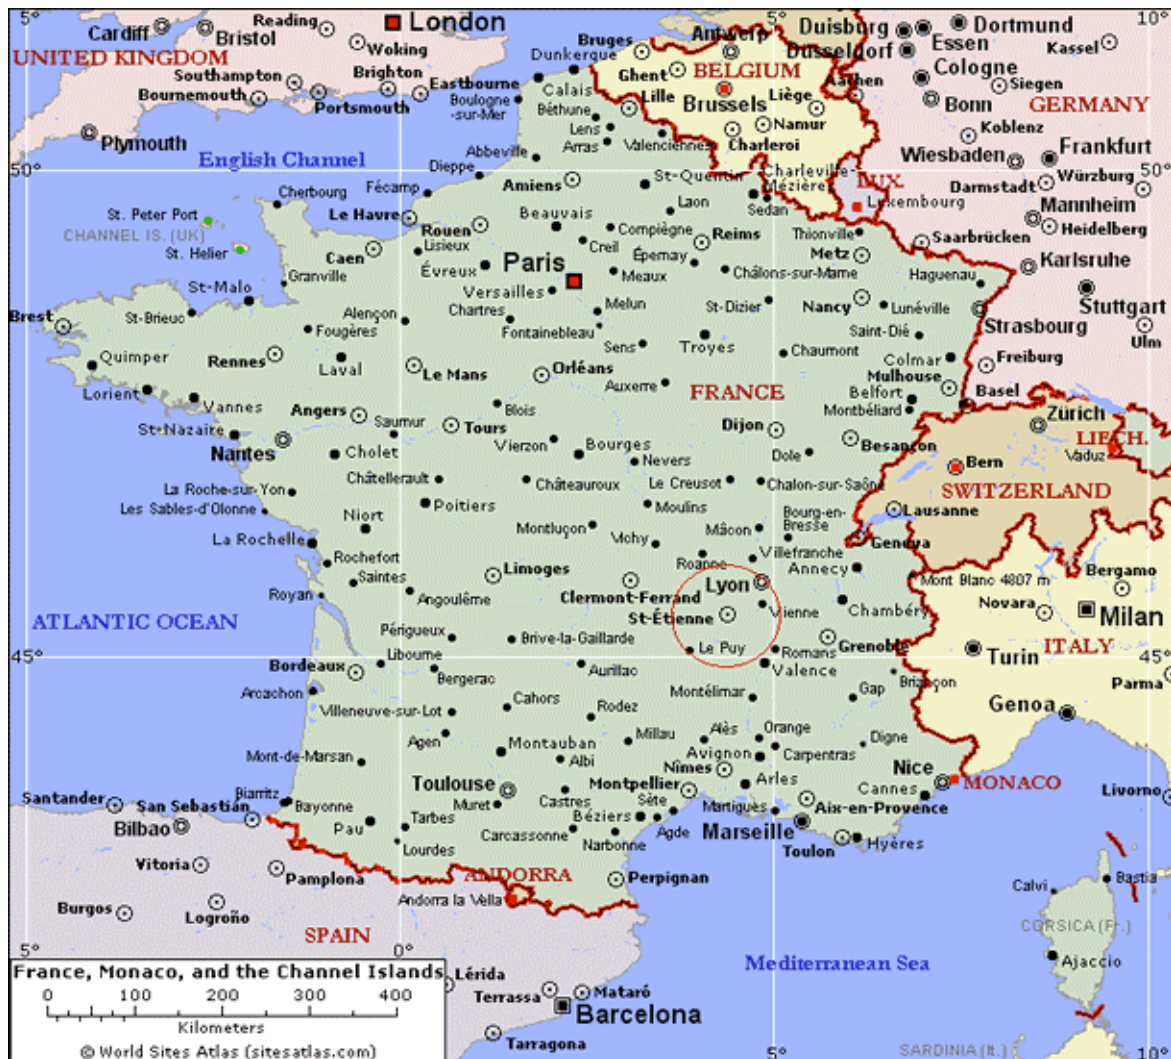 5°
10°
London
Cardiff
Bristol
Reading
Woking
UNITED KINGDOM
Southampton
Bournemouth
Portsmouth
Brighton
Eastbourne
Plymouth
English Channel
Bruges
Antwerp
Duisburg
Dortmund
Düsseldorf
Essen
Kassel
Dunkerque
Ghent
BELGIUM
Aachen
Cologne
Siegen
Calais
Boulogne
-sur-Mer
Lille
Brussels
Liège
Bonn
GERMANY
Béthune
Lens
Arras
Valenciennes
Namur
Charleroi
Koblenz
Wiesbaden
Frankfurt
50°
50°
Abbeville
Dieppe
Amiens
St-Quentin
Charleville-
Mézières
LUX.
Luxembourg
Darmstadt
Würzburg
Mannheim
Heidelberg
Cherbourg
Fécamp
Le Havre
Rouen
Beauvais
Laon
Sedan
Thionville
St. Peter Port
CHANNEL IS. (UK)
St. Helier
Caen
Lisieux
Creil
Compiègne
Reims
Metz
Saarbrücken
Karlsruhe
Granville
Évreux
Paris
Épernay
Meaux
Châlons-sur-Marne
Haguenau
St-Malo
Versailles
Melun
St-Dizier
Nancy
Lunéville
Strasbourg
Stuttgart
Brest
St-Brieuc
Fougères
Alençon
Chartres
Fontainebleau
Troyes
Saint-Dié
Ulm
Quimper
Rennes
Laval
Le Mans
Orléans
Sens
Chaumont
Colmar
Freiburg
Lorient
Vannes
Auxerre
FRANCE
Mulhouse
Belfort
Basel
Montbéliard
St-Nazaire
Angers
Saumur
Blois
Tours
Vierzon
Dijon
Besançon
Zürich
LIECH.
Vaduz
Nantes
Cholet
Bourges
Nevers
Dole
Bern
SWITZERLAND
La Roche-sur-Yon
Châtellerault
Châteauroux
Le Creusot
Chalon-sur-Saône
Les Sables-d'Olonne
Poitiers
Moulins
Bourg-en-
Bresse
Lausanne
Niort
Montluçon
Mâcon
Geneva
La Rochelle
Vichy
Roanne
Villefranche
Annecy
Rochefort
Saintes
Limoges
Clermont-Ferrand
Lyon
Mont Blanc 4807 m
Bergamo
Royan
Angoulême
St-Étienne
Vienne
Chambéry
Novara
Milan
ATLANTIC OCEAN
Périgueux
Brive-la-Gaillarde
Le Puy
Romans
Grenoble
ITALY
45°
45°
Bordeaux
Libourne
Bergerac
Aurillac
Valence
Turin
Parma
Arcachon
Villeneuve-sur-Lot
Cahors
Rodez
Montélimar
Gap
Briançon
Genoa
Mont-de-Marsan
Agen
Montauban
Albi
Millau
Alès
Orange
Avignon
Carpentras
Digne
Santander
San Sebastián
Biarritz
Bayonne
Toulouse
Muret
Castres
Montpellier
Nîmes
Arles
Nice
Cannes
MONACO
Livorno
Bilbao
Pau
Tarbes
Carcassonne
Béziers
Sète
Agde
Martigues
Marseille
Aix-en-Provence
Lourdes
Narbonne
Toulon
Hyères
Vitoria
Pamplona
ANDORRA
Andorra la Vella
Perpignan
Calvi
Bastia
Burgos
Logroño
SPAIN
CORSICA (Fr.)
Ajaccio
5°
0°
Mediterranean Sea
France, Monaco, and the Channel Islands
0 100 200 300 400
Kilometers
© World Sites Atlas (sitesatlas.com)
Lérida
Terrassa
Mataró
Barcelona
Tarragona
5°
SARDINIA (It.)
10°